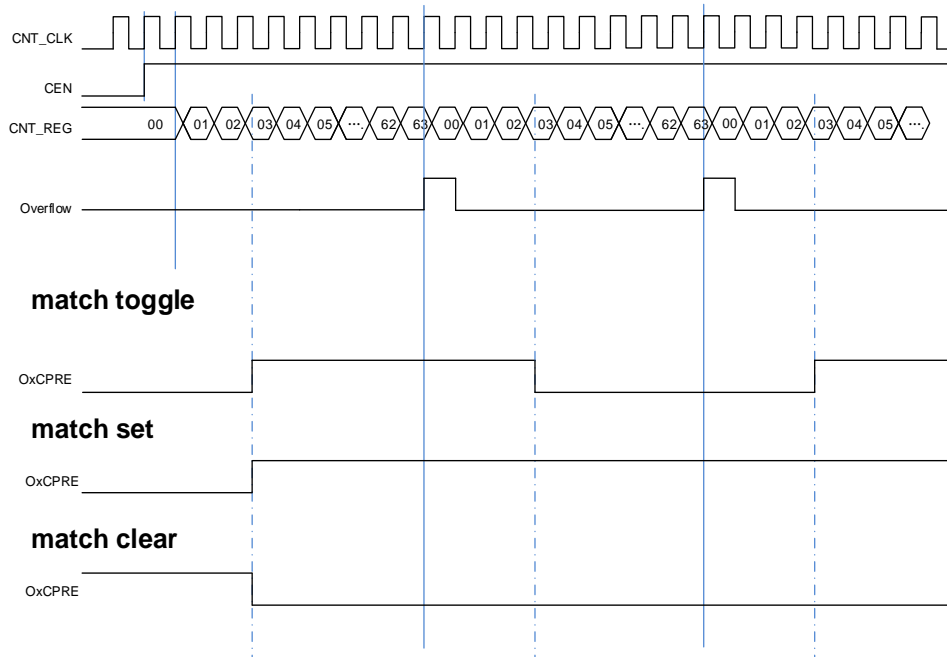 CNT_CLK
CEN
CNT_REG 00 01 02 03 04 05 …. 62 63 00 01 02 03 04 05 …. 62 63 00 01 02 03 04 05 ….
Overflow
match toggle
OxCPRE
match set
OxCPRE
match clear
OxCPRE